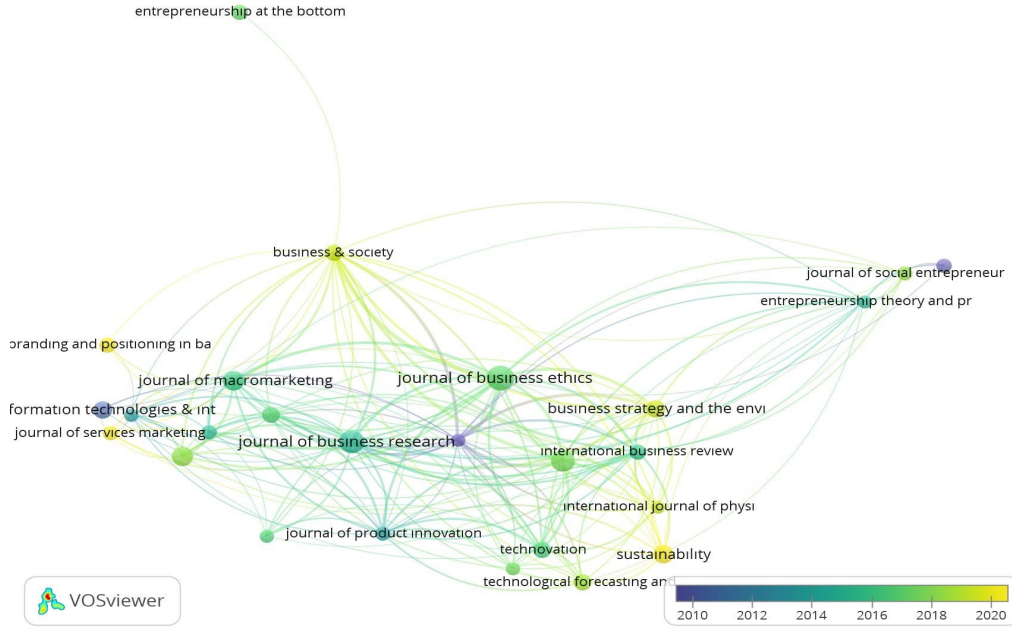 entrepreneurship at the bottom
business & society
journal of social entrepreneur
entrepreneurship theory and pr
branding and positioning in ba
journal of macromarketing
journal of business ethics
formation technologies & int
business strategy and the envi
journal of services marketing
journal of business research
international business review
international journal of physi
journal of product innovation
technovation
sustainability
technological forecasting and
VOSviewer
2010 2012 2014 2016 2018 2020